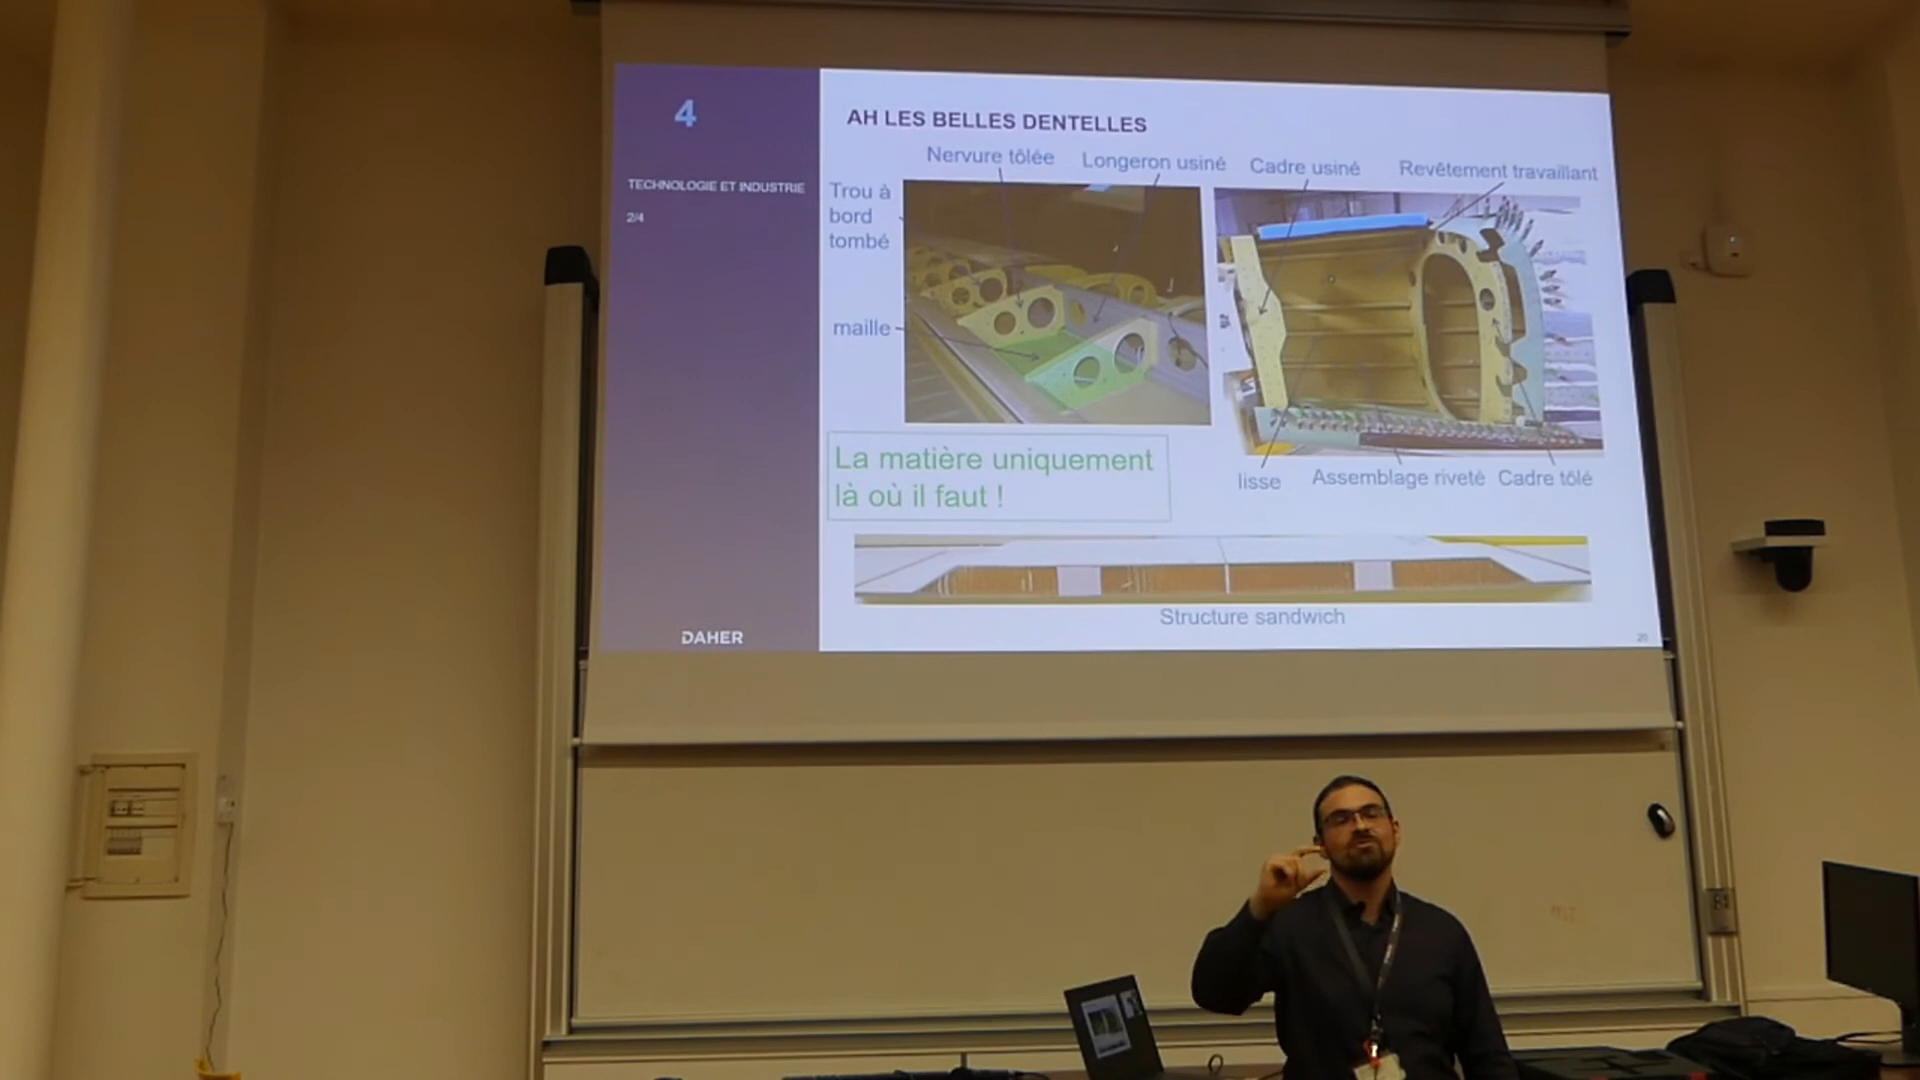 4
TECHNOLOGIE ET INDUSTRIE
2/4
DAHER
AH LES BELLES DENTELLES
Nervure tôlée
Longeron usiné
Cadre usiné
Revêtement travaillant
Trou à
bord
tombé
maille
La matière uniquement
là où il faut !
lisse
Assemblage riveté
Cadre tôlé
Structure sandwich
20